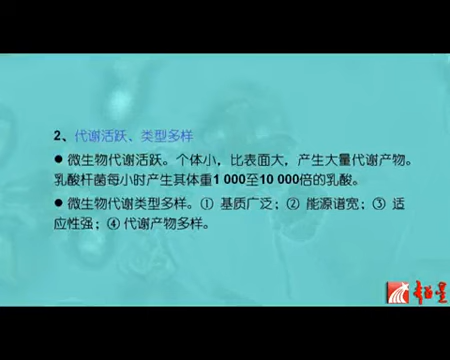 2、代谢活跃、类型多样
●微生物代谢活跃。个体小，比表面大，产生大量代谢产物。
乳酸杆菌每小时产生其体重1 000至10 000倍的乳酸。
●微生物代谢类型多样。① 基质广泛；② 能源谱宽；③ 适
应性强；④ 代谢产物多样。